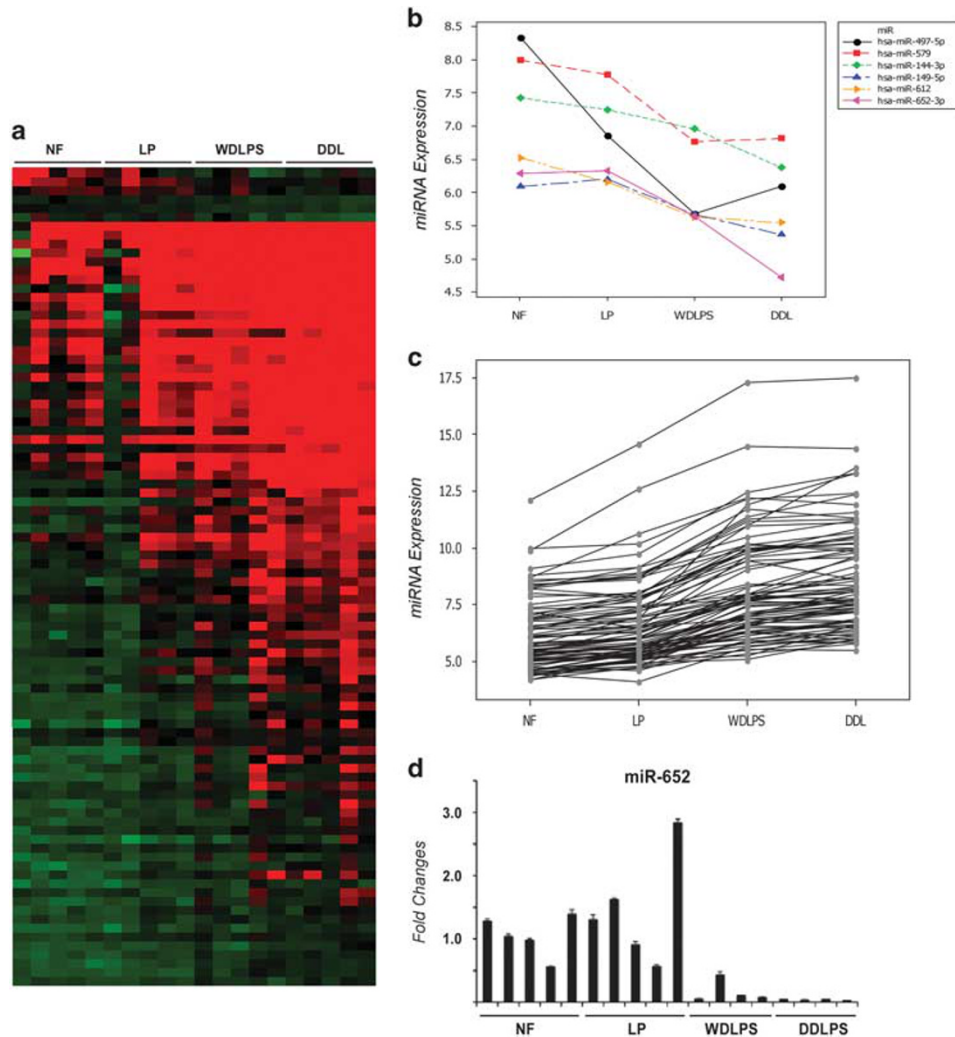 a
NF LP WDLPS DDL
b
miRNA Expression
8.5
8.0
7.5
7.0
6.5
6.0
5.5
5.0
4.5
NF LP WDLPS DDL
miR
hsa-miR-497-5p
hsa-miR-579
hsa-miR-144-3p
hsa-miR-149-5p
hsa-miR-612
hsa-miR-652-3p
c
miRNA Expression
17.5
15.0
12.5
10.0
7.5
5.0
NF LP WDLPS DDL
d
miR-652
Fold Changes
3.0
2.0
1.0
NF LP WDLPS DDLPS